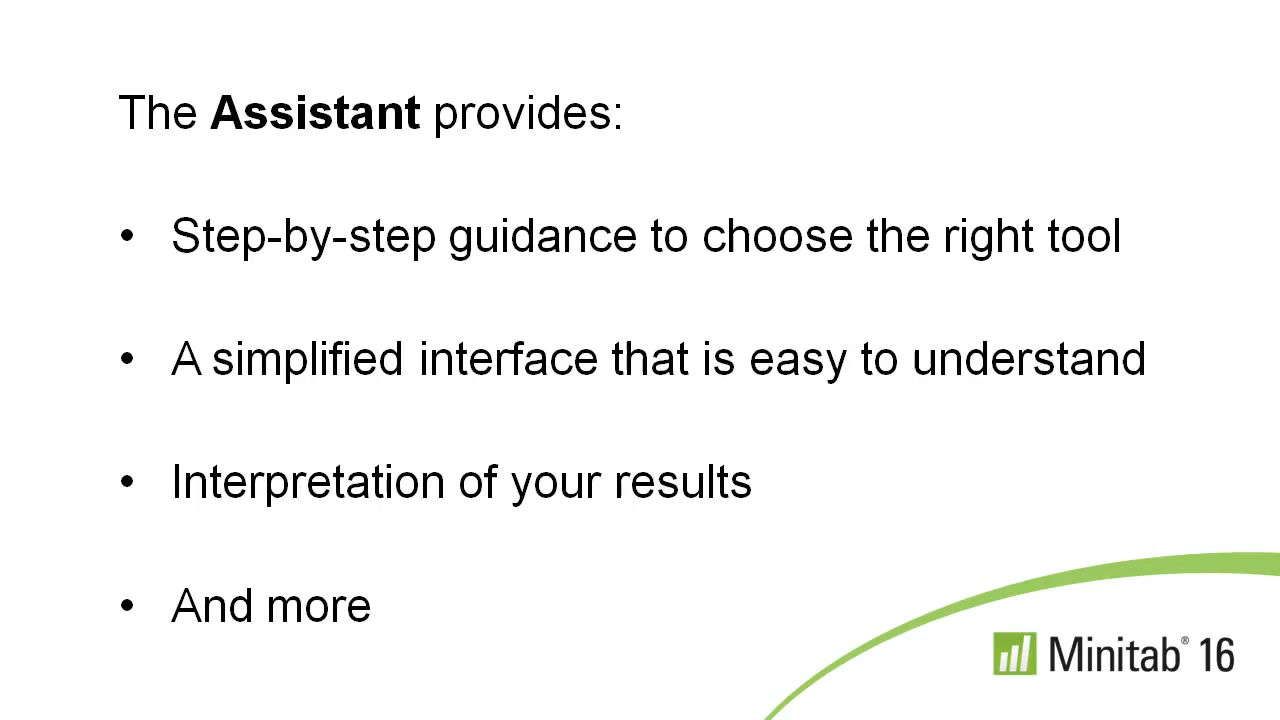 The Assistant provides:
• Step-by-step guidance to choose the right tool
• A simplified interface that is easy to understand
• Interpretation of your results
• And more
Minitab® 16